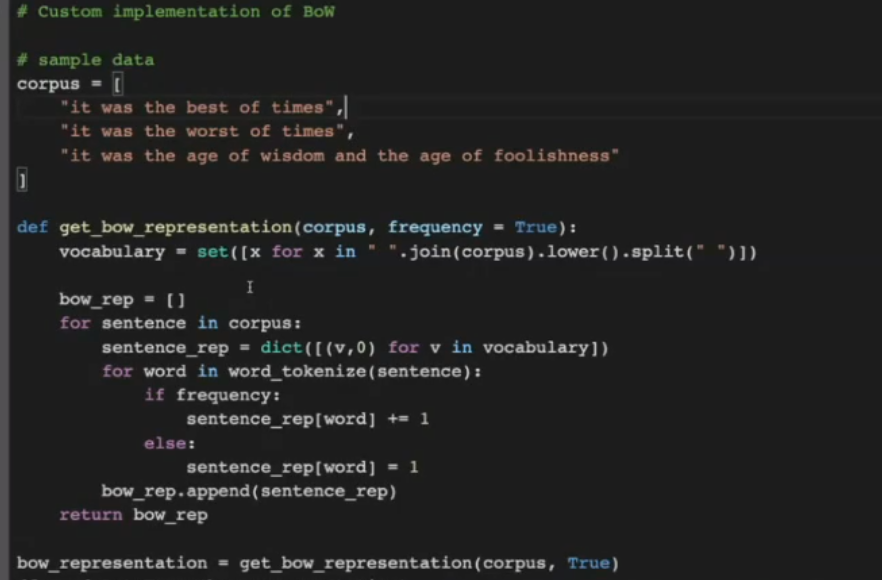 # Custom implementation of BoW
# sample data
corpus = [
    "it was the best of times",
    "it was the worst of times",
    "it was the age of wisdom and the age of foolishness"
]
def get_bow_representation(corpus, frequency = True):
    vocabulary = set([x for x in " ".join(corpus).lower().split(" ")])
    bow_rep = []
    for sentence in corpus:
        sentence_rep = dict([(v,0) for v in vocabulary])
        for word in word_tokenize(sentence):
            if frequency:
                sentence_rep[word] += 1
            else:
                sentence_rep[word] = 1
        bow_rep.append(sentence_rep)
    return bow_rep
bow_representation = get_bow_representation(corpus, True)